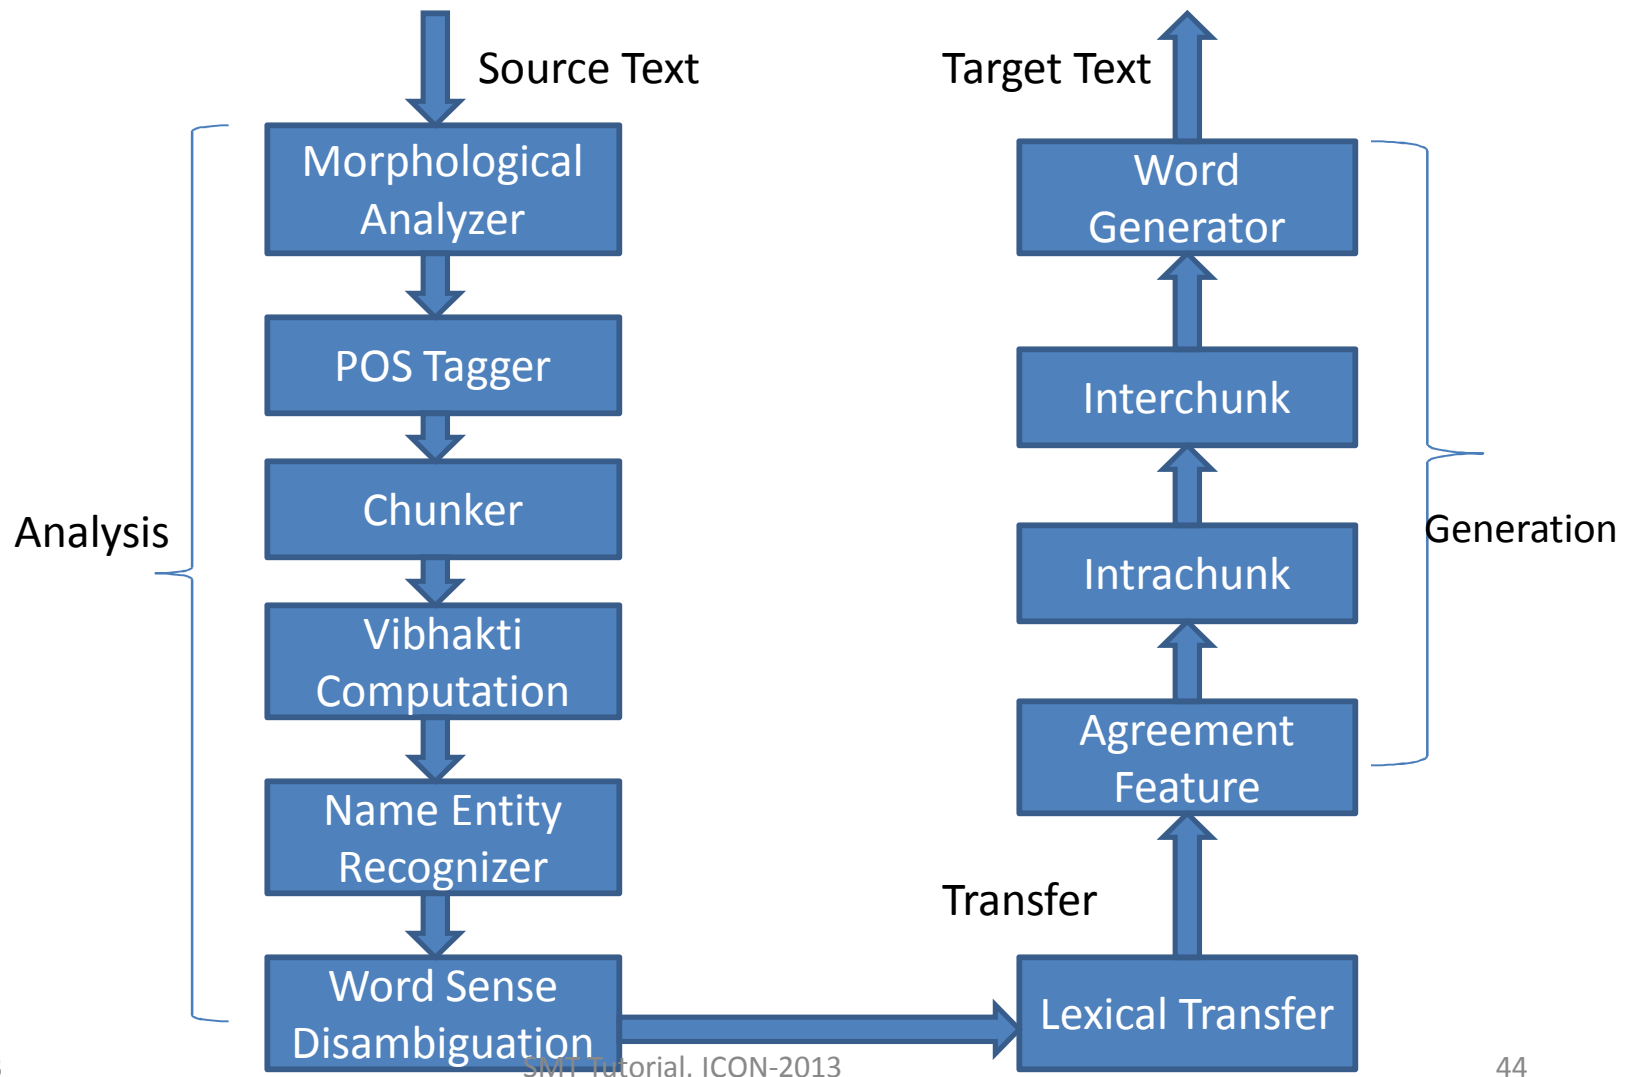 Source Text
Morphological
Analyzer
POS Tagger
Chunker
Analysis
Vibhakti
Computation
Name Entity
Recognizer
Word Sense
Disambiguation
Target Text
Word
Generator
Interchunk
Intrachunk
Generation
Agreement
Feature
Transfer
Lexical Transfer
SMT Tutorial, ICON-2013
44